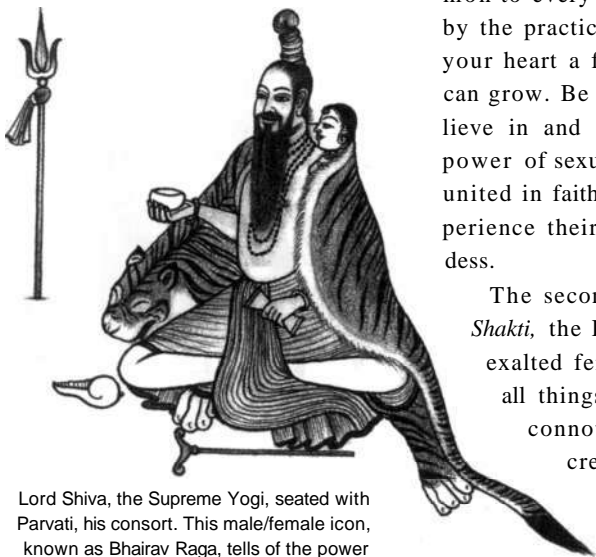 to every
by the practic
your heart a f
can grow. Be
lieve in and
power of sexu
united in faith
perience their
dess.
The secon
Shakti, the
exalted fe
all things
connot
cre
Lord Shiva, the Supreme Yogi, seated with
Parvati, his consort. This male/female icon,
known as Bhairav Raga, tells of the power